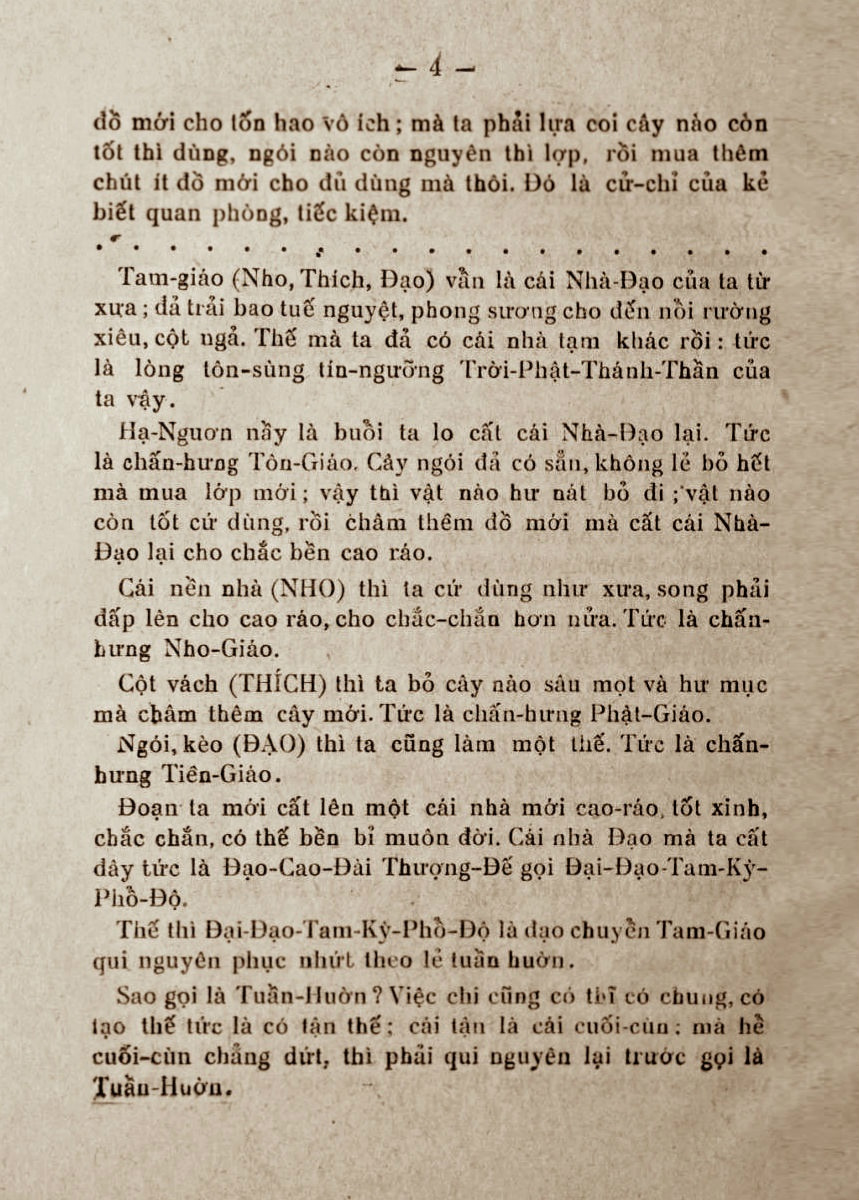 — 4 —
đồ mới cho tốn hao vô ích ; mà ta phải lựa coi cây nào còn
tốt thì dùng, ngói nào còn nguyên thì lợp, rồi mua thêm
chút ít đồ mới cho đủ dùng mà thôi. Đó là cử-chỉ của kẻ
biết quan phòng, tiếc kiệm.
. . . . . . . . . . . . . . . . . . .
Tam-giáo (Nho, Thích, Đạo) vẫn là cái Nhà-Đạo của ta từ
xưa ; đả trải bao tuế nguyệt, phong sương cho đến nồi rường
xiêu, cột ngả. Thế mà ta đả có cái nhà tạm khác rồi : tức
là lòng tôn-sùng tín-ngưỡng Trời-Phật-Thánh-Thần của
ta vậy.
Hạ-Nguơn nầy là buổi ta lo cất cái Nhà-Đạo lại. Tức
là chấn-hưng Tôn-Giáo. Cây ngói đả có sẳn, không lẻ bỏ hết
mà mua lớp mới ; vậy thì vật nào hư nát bỏ đi ; vật nào
còn tốt cứ dùng, rồi châm thêm đồ mới mà cất cái Nhà-
Đạo lại cho chắc bền cao ráo.
Cái nền nhà (NHO) thì ta cứ dùng như xưa, song phải
đấp lên cho cao ráo, cho chắc-chắn hơn nửa. Tức là chấn-
hưng Nho-Giáo.
Cột vách (THÍCH) thì ta bỏ cây nào sâu mọt và hư mục
mà châm thêm cây mới. Tức là chấn-hưng Phật-Giáo.
Ngói, kèo (ĐẠO) thì ta cũng làm một thể. Tức là chấn-
hưng Tiên-Giáo.
Đoạn ta mới cất lên một cái nhà mới cao-ráo, tốt xinh,
chắc chắn, có thể bền bỉ muôn đời. Cái nhà Đạo mà ta cất
đây tức là Đạo-Cao-Đài Thượng-Đế gọi Đại-Đạo-Tam-Kỳ-
Phổ-Độ.
Thế thì Đại-Đạo-Tam-Kỳ-Phổ-Độ là đạo chuyển Tam-Giáo
qui nguyên phục nhứt theo lẻ tuần huờn.
Sao gọi là Tuần-Huờn ? Việc chi cũng có thỉ có chung, có
tạo thế tức là có tận thế ; cái tận là cái cuối-cùn ; mà hể
cuối-cùn chẳng dứt, thì phải qui nguyên lại trước gọi là
Tuần-Huờn.